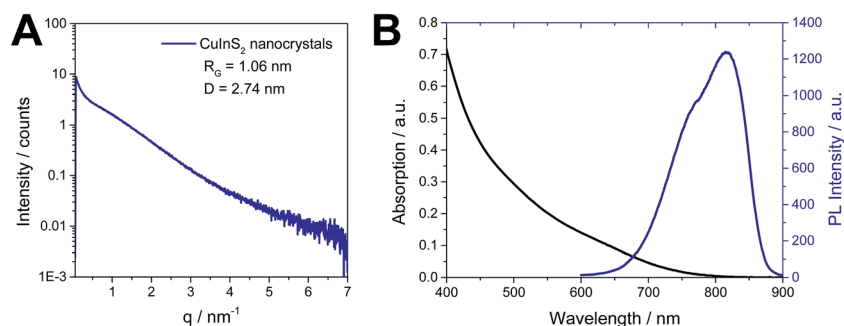 A
CuInS₂ nanocrystals
R_G = 1.06 nm
D = 2.74 nm
Intensity / counts
100
10
1
0.1
0.01
1E-3
1 2 3 4 5 6 7
q / nm⁻¹
B
Absorption / a.u.
0.8
0.7
0.6
0.5
0.4
0.3
0.2
0.1
0.0
400 500 600 700 800 900
Wavelength / nm
1400
1200
1000
800
600
400
200
0
PL Intensity / a.u.